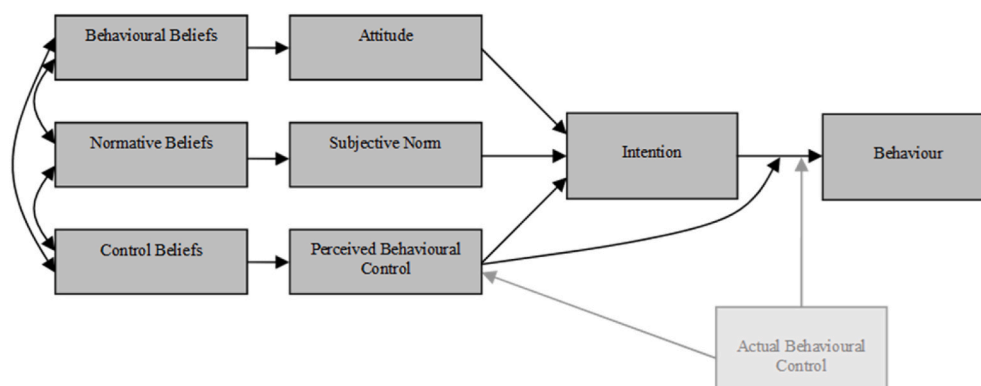 Behavioural Beliefs
Attitude
Normative Beliefs
Subjective Norm
Intention
Behaviour
Control Beliefs
Perceived Behavioural
Control
Actual Behavioural
Control